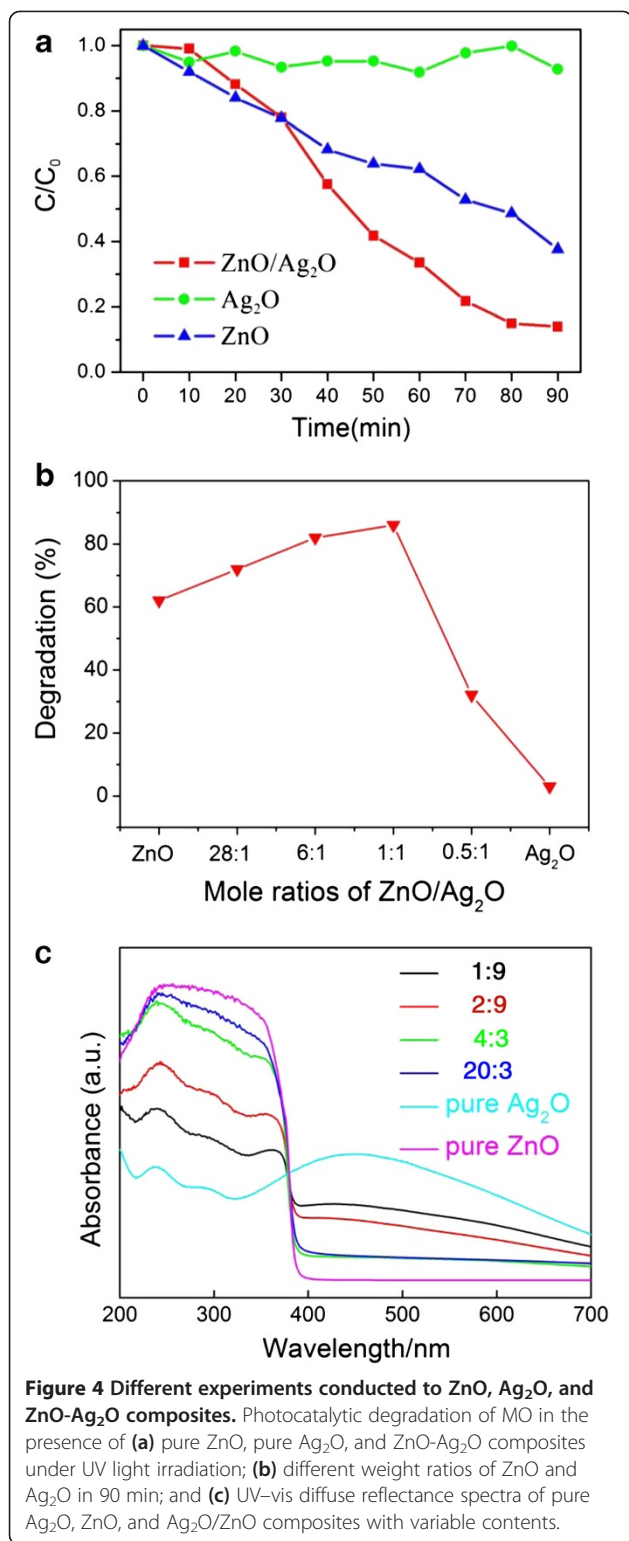 a
1.0
0.8
0.6
0.4
0.2
0.0
C/C₀
ZnO/Ag₂O
Ag₂O
ZnO
0 10 20 30 40 50 60 70 80 90
Time(min)
b
100
80
60
40
20
0
Degradation (%)
ZnO 28:1 6:1 1:1 0.5:1 Ag₂O
Mole ratios of ZnO/Ag₂O
c
1:9
2:9
4:3
20:3
pure Ag₂O
pure ZnO
Absorbance (a.u.)
200 300 400 500 600 700
Wavelength/nm
Figure 4 Different experiments conducted to ZnO, Ag₂O, and
ZnO-Ag₂O composites. Photocatalytic degradation of MO in the
presence of (a) pure ZnO, pure Ag₂O, and ZnO-Ag₂O composites
under UV light irradiation; (b) different weight ratios of ZnO and
Ag₂O in 90 min; and (c) UV–vis diffuse reflectance spectra of pure
Ag₂O, ZnO, and Ag₂O/ZnO composites with variable contents.